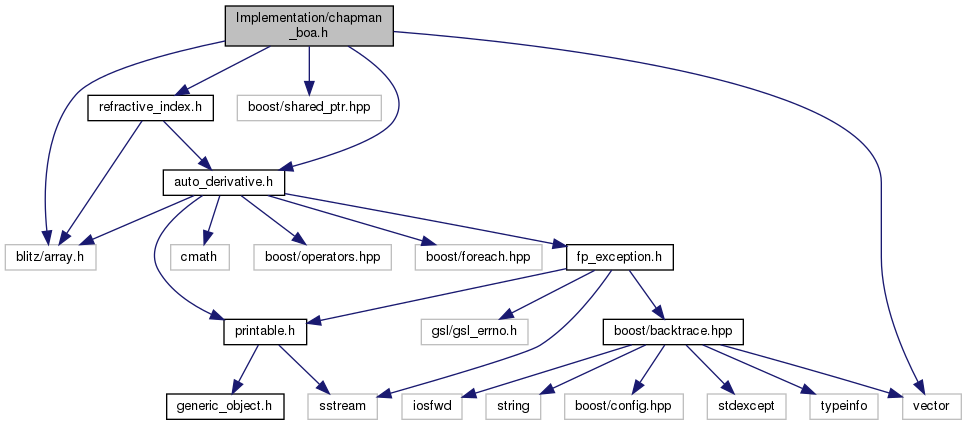 Implementation/chapman
_boa.h
refractive_index.h
boost/shared_ptr.hpp
auto_derivative.h
blitz/array.h
cmath
boost/operators.hpp
boost/foreach.hpp
fp_exception.h
printable.h
gsl/gsl_errno.h
boost/backtrace.hpp
generic_object.h
sstream
iosfwd
string
boost/config.hpp
stdexcept
typeinfo
vector